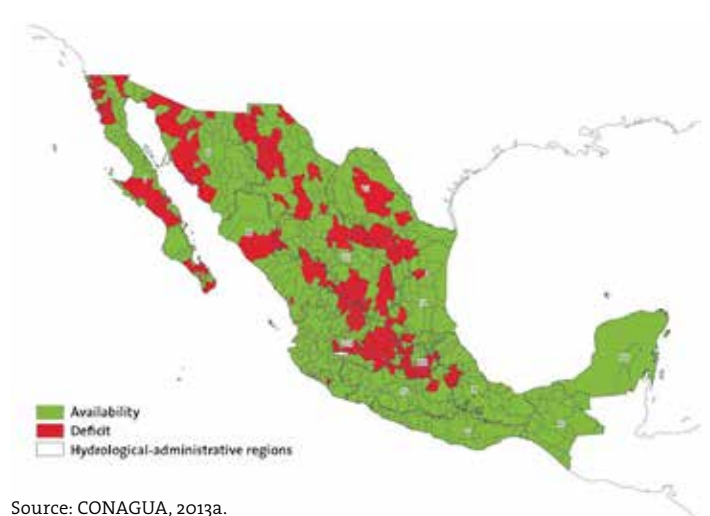 Availability
Deficit
Hydrological-administrative regions
Source: CONAGUA, 2013a.